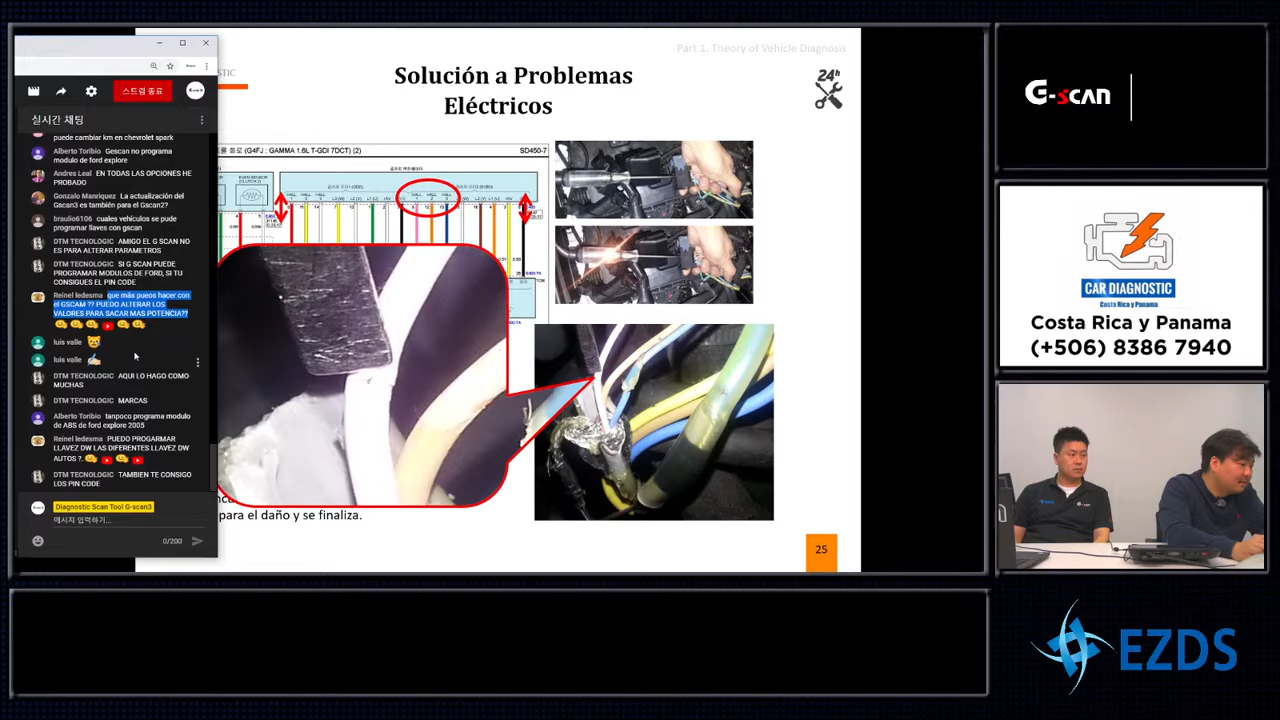 Part 1. Theory of Vehicle Diagnosis
STIC
Solución a Problemas
Eléctricos
24h
스트림 종료
실시간 채팅
puede cambiar km en chevrolet spark
Alberto Toribio Gescan no programa
modulo de ford explore
Andres Leal EN TODAS LAS OPCIONES HE
PROBADO
Gonzalo Manriquez La actualización del
Gscan3 es también para el Gscan2?
braulio6106 cuales vehículos se pude
programar llaves con gscan
DTM TECNOLOGIC AMIGO EL G SCAN NO
ES PARA ALTERAR PARAMETROS
DTM TECNOLOGIC SI G SCAN PUEDE
PROGRAMAR MODULOS DE FORD, SI TU
CONSIGUES EL PIN CODE
Reinel ledesma que más pueos hacer con
el GSCAM ?? PUEDO ALTERAR LOS
VALORES PARA SACAR MAS POTENCIA??
luis valle
luis valle
DTM TECNOLOGIC AQUI LO HAGO COMO
MUCHAS
DTM TECNOLOGIC MARCAS
Alberto Toribio tanpoco programa modulo
de ABS de ford explore 2005
Reinel ledesma PUEDO PROGARMAR
LLAVEZ DW LAS DIFERENTES LLAVEZ DW
AUTOS ?.
DTM TECNOLOGIC TAMBIEN TE CONSIGO
LOS PIN CODE
Diagnostic Scan Tool G-scan3
메시지 입력하기...
0/200
회로 (G4FJ : GAMMA 1.6L T-GDI 7DCT) (2)
SD450-7
para el daño y se finaliza.
25
G-scan
CAR DIAGNOSTIC
Costa Rica y Panama
Costa Rica y Panama
(+506) 8386 7940
EZDS